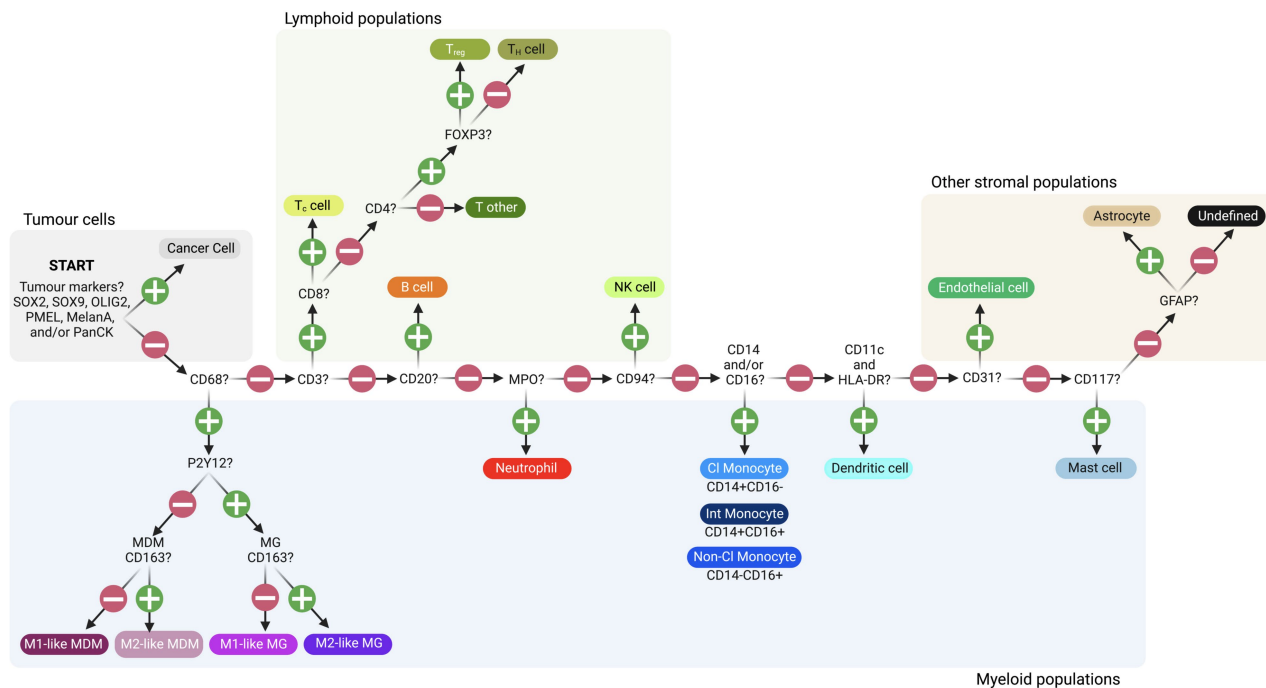 Lymphoid populations
Treg
TH cell
FOXP3?
Tc cell
CD4?
T other
CD8?
B cell
NK cell
Other stromal populations
Astrocyte
Undefined
Endothelial cell
GFAP?
Tumour cells
Cancer Cell
START
Tumour markers?
SOX2, SOX9, OLIG2,
PMEL, MelanA,
and/or PanCK
CD68?
CD3?
CD20?
MPO?
CD94?
CD14
and/or
CD16?
CD11c
and
HLA-DR?
CD31?
CD117?
P2Y12?
Neutrophil
Cl Monocyte
CD14+CD16-
Int Monocyte
CD14+CD16+
Non-Cl Monocyte
CD14-CD16+
Dendritic cell
Mast cell
MDM
CD163?
MG
CD163?
M1-like MDM
M2-like MDM
M1-like MG
M2-like MG
Myeloid populations